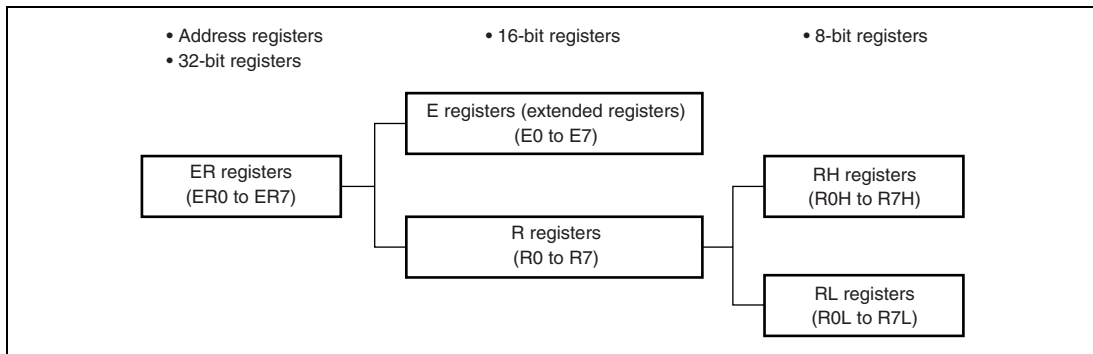 • Address registers
• 32-bit registers
• 16-bit registers
• 8-bit registers
E registers (extended registers)
(E0 to E7)
ER registers
(ER0 to ER7)
RH registers
(R0H to R7H)
R registers
(R0 to R7)
RL registers
(R0L to R7L)